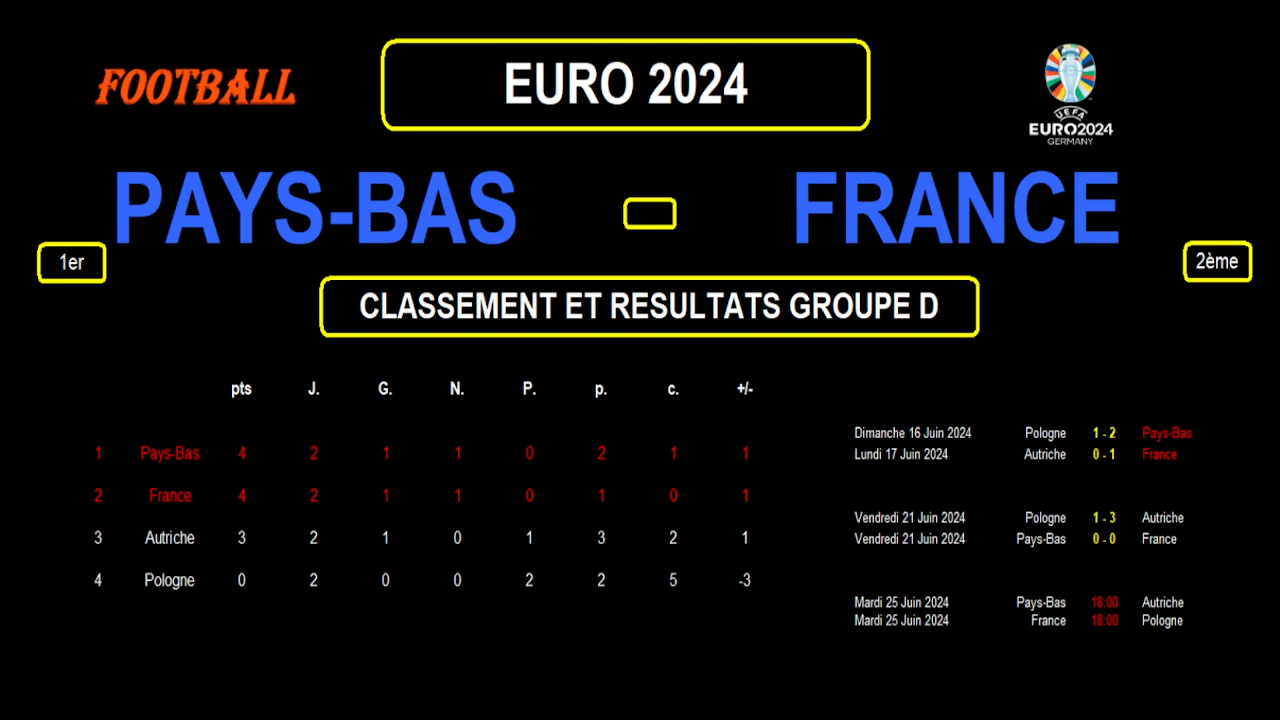 FOOTBALL
EURO 2024
UEFA
EURO2024
GERMANY
PAYS-BAS - FRANCE
1er
2ème
CLASSEMENT ET RESULTATS GROUPE D
pts J. G. N. P. p. c. +/-
1 Pays-Bas 4 2 1 1 0 2 1 1
2 France 4 2 1 1 0 1 0 1
3 Autriche 3 2 1 0 1 3 2 1
4 Pologne 0 2 0 0 2 2 5 -3
Dimanche 16 Juin 2024 Pologne 1 - 2 Pays-Bas
Lundi 17 Juin 2024 Autriche 0 - 1 France
Vendredi 21 Juin 2024 Pologne 1 - 3 Autriche
Vendredi 21 Juin 2024 Pays-Bas 0 - 0 France
Mardi 25 Juin 2024 Pays-Bas 18:00 Autriche
Mardi 25 Juin 2024 France 18:00 Pologne